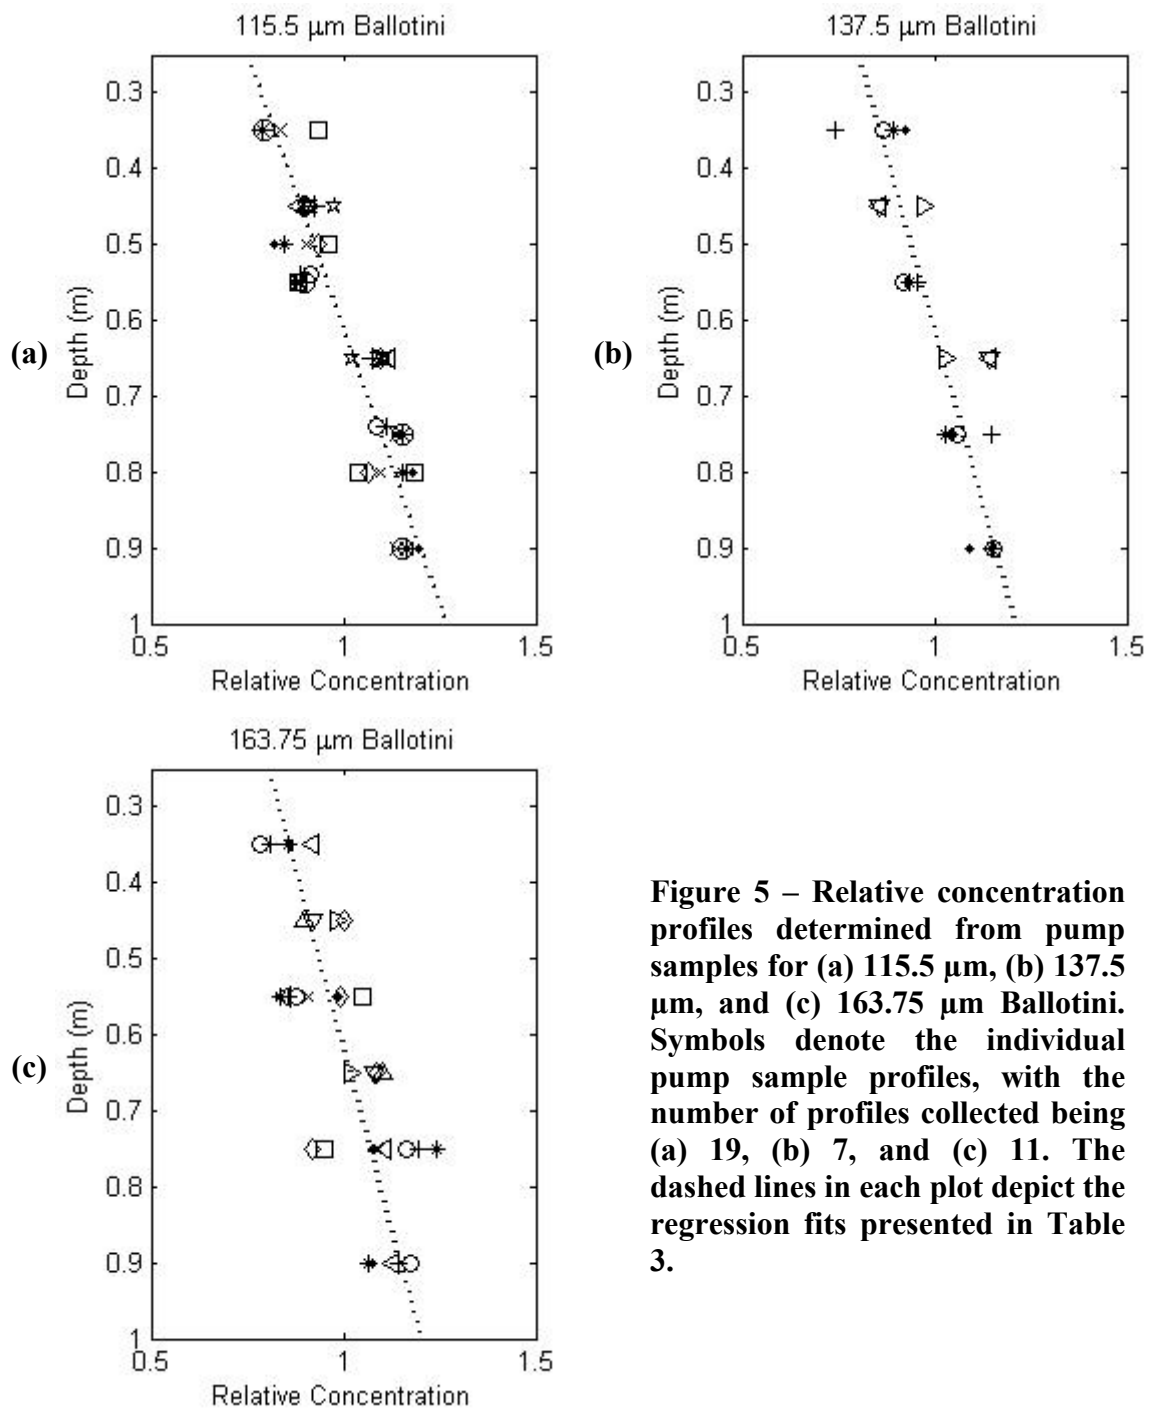 115.5 μm Ballotini
0.3
0.4
0.5
0.6
0.7
0.8
0.9
1
Depth (m)
(a)
0.5
1
1.5
Relative Concentration
137.5 μm Ballotini
0.3
0.4
0.5
0.6
0.7
0.8
0.9
1
Depth (m)
(b)
0.5
1
1.5
Relative Concentration
163.75 μm Ballotini
0.3
0.4
0.5
0.6
0.7
0.8
0.9
1
Depth (m)
(c)
0.5
1
1.5
Relative Concentration
Figure 5 – Relative concentration
profiles determined from pump
samples for (a) 115.5 μm, (b) 137.5
μm, and (c) 163.75 μm Ballotini.
Symbols denote the individual
pump sample profiles, with the
number of profiles collected being
(a) 19, (b) 7, and (c) 11. The
dashed lines in each plot depict the
regression fits presented in Table
3.